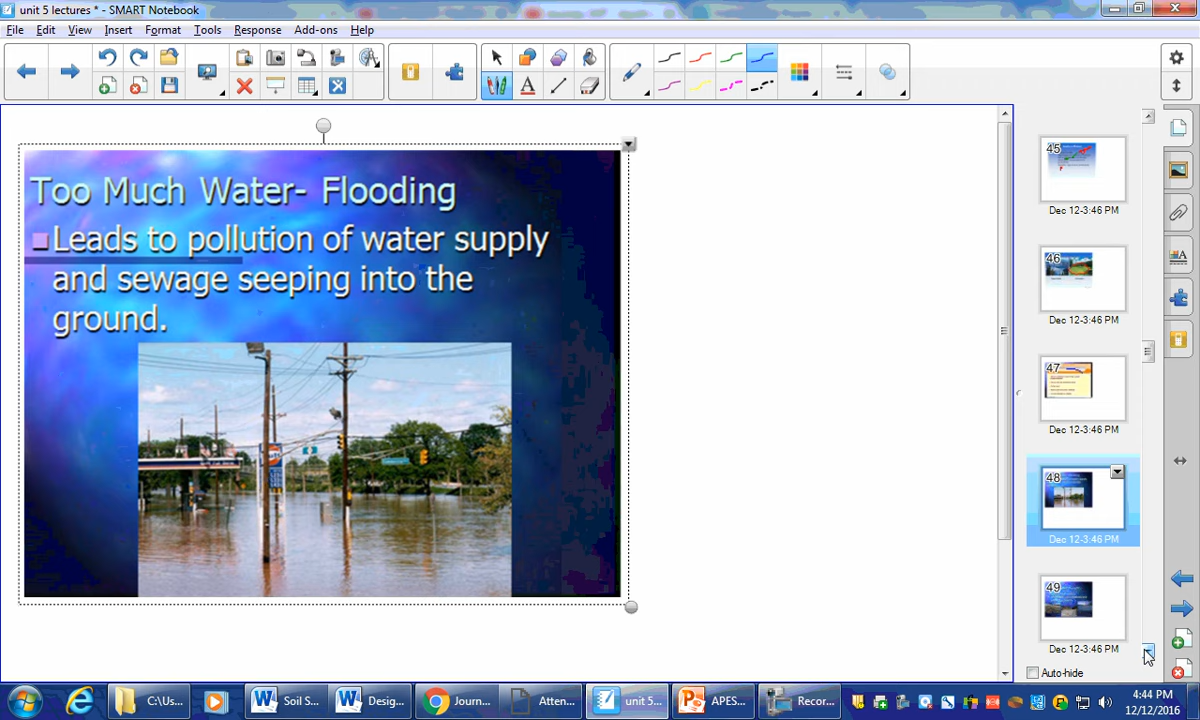 unit 5 lectures * - SMART Notebook
File Edit View Insert Format Tools Response Add-ons Help
Too Much Water- Flooding
Leads to pollution of water supply
and sewage seeping into the
ground.
45
Dec 12-3:46 PM
46
Dec 12-3:46 PM
47
Dec 12-3:46 PM
48
Dec 12-3:46 PM
49
Dec 12-3:46 PM
Auto-hide
C:\Us...
Soil S...
Desig...
Journ...
Atten...
unit 5...
APES...
Recor...
4:44 PM
12/12/2016